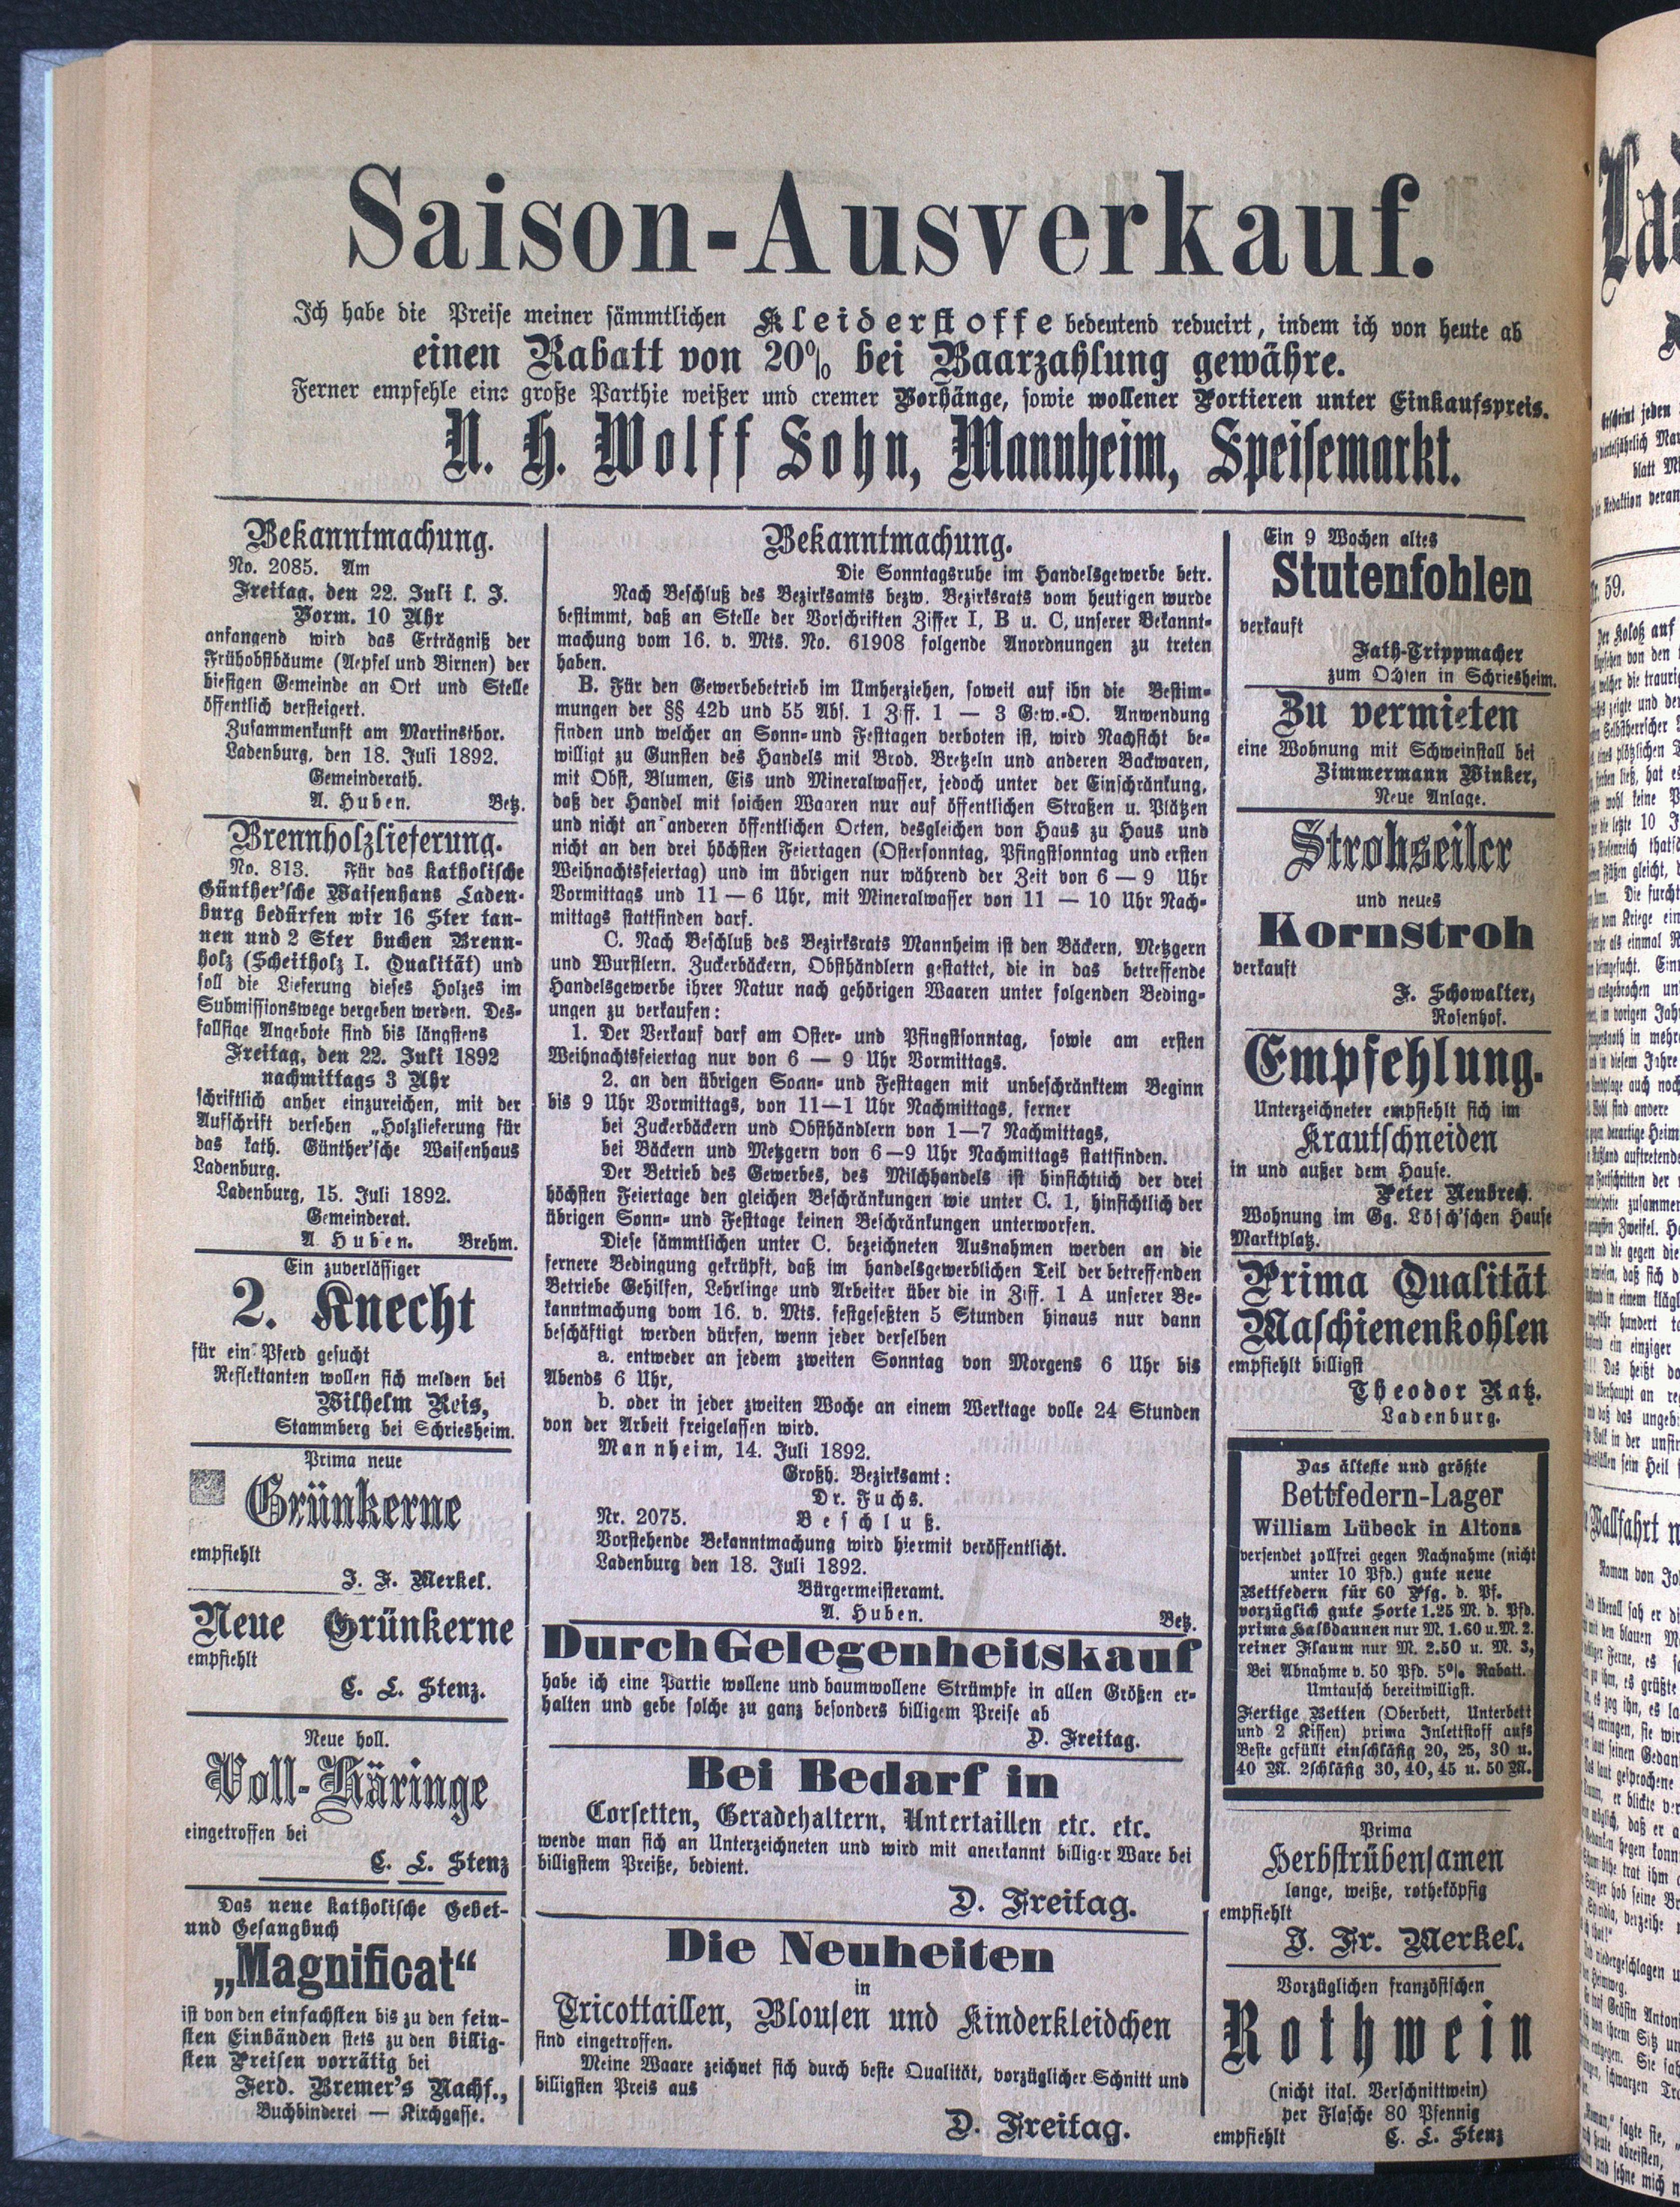 Saison-Ausverkauf.
Ich habe die Preise meiner sämmtlichen Kleiderstoffe bedeutend reducirt, indem ich von heute ab
einen Rabatt von 20% bei Baarzahlung gewähre.
Ferner empfehle eine große Parthie weißer und cremer Vorhänge, sowie wollener Portieren unter Einkaufspreis.
N. H. Wolff Sohn, Mannheim, Speisemarkt.
Bekanntmachung.
No. 2085. Am
Freitag, den 22. Juli l. J.
Vorm. 10 Uhr
anfangend wird das Erträgniß der
Frühobstbäume (Aepfel und Birnen) der
hiesigen Gemeinde an Ort und Stelle
öffentlich versteigert.
Zusammenkunft am Martinsthor.
Ladenburg, den 18. Juli 1892.
Gemeinderath.
A. Huben. Betz.
Brennholzlieferung.
No. 813. Für das katholische
Günther'sche Waisenhaus Laden-
burg bedürfen wir 16 Ster tan-
nen und 2 Ster buchen Brenn-
holz (Scheitholz I. Qualität) und
soll die Lieferung dieses Holzes im
Submissionswege vergeben werden. Des-
fallsige Angebote sind bis längstens
Freitag, den 22. Juli 1892
nachmittags 3 Uhr
schriftlich anher einzureichen, mit der
Aufschrift versehen „Holzlieferung für
das kath. Günther'sche Waisenhaus
Ladenburg.
Ladenburg, 15. Juli 1892.
Gemeinderat.
A Huben. Brehm.
Ein zuverlässiger
2. Knecht
für ein Pferd gesucht
Reflektanten wollen sich melden bei
Wilhelm Reis,
Stammberg bei Schriesheim.
Prima neue
Grünkerne
empfiehlt
J. F. Merkel.
Neue Grünkerne
empfiehlt
C. L. Stenz.
Neue holl.
Voll-Häringe
eingetroffen bei
C. L. Stenz
Das neue katholische Gebet-
und Gesangbuch
„Magnificat“
ist von den einfachsten bis zu den fein-
sten Einbänden stets zu den billig-
sten Preisen vorrätig bei
Ferd. Bremer's Nachf.,
Buchbinderei — Kirchgasse.
Bekanntmachung.
Die Sonntagsruhe im Handelsgewerbe betr.
Nach Beschluß des Bezirksamts bezw. Bezirksrats vom heutigen wurde
bestimmt, daß an Stelle der Vorschriften Ziffer I, B u. C, unserer Bekannt-
machung vom 16. v. Mts. No. 61908 folgende Anordnungen zu treten
haben.
B. Für den Gewerbebetrieb im Umherziehen, soweit auf ihn die Bestim-
mungen der §§ 42b und 55 Abs. 1 Ziff. 1 — 3 Gew.-O. Anwendung
finden und welcher an Sonn- und Festtagen verboten ist, wird Nachsicht be-
willigt zu Gunsten des Handels mit Brod, Bretzeln und anderen Backwaren,
mit Obst, Blumen, Eis und Mineralwasser, jedoch unter der Einschränkung,
daß der Handel mit solchen Waaren nur auf öffentlichen Straßen u. Plätzen
und nicht an anderen öffentlichen Orten, desgleichen von Haus zu Haus und
nicht an den drei höchsten Feiertagen (Ostersonntag, Pfingstsonntag und ersten
Weihnachtsfeiertag) und im übrigen nur während der Zeit von 6 — 9 Uhr
Vormittags und 11 — 6 Uhr, mit Mineralwasser von 11 — 10 Uhr Nach-
mittags stattfinden darf.
C. Nach Beschluß des Bezirksrats Mannheim ist den Bäckern, Metzgern
und Wurstlern, Zuckerbäckern, Obsthändlern gestattet, die in das betreffende
Handelsgewerbe ihrer Natur nach gehörigen Waaren unter folgenden Beding-
ungen zu verkaufen:
1. Der Verkauf darf am Oster- und Pfingstsonntag, sowie am ersten
Weihnachtsfeiertag nur von 6 — 9 Uhr Vormittags.
2. an den übrigen Sonn- und Festtagen mit unbeschränktem Beginn
bis 9 Uhr Vormittags, von 11—1 Uhr Nachmittags, ferner
bei Zuckerbäckern und Obsthändlern von 1—7 Nachmittags,
bei Bäckern und Metzgern von 6—9 Uhr Nachmittags stattfinden.
Der Betrieb des Gewerbes, des Milchhandels ist hinsichtlich der drei
höchsten Feiertage den gleichen Beschränkungen wie unter C. 1, hinsichtlich der
übrigen Sonn- und Festtage keinen Beschränkungen unterworfen.
Diese sämmtlichen unter C. bezeichneten Ausnahmen werden an die
fernere Bedingung geknüpft, daß im handelsgewerblichen Teil der betreffenden
Betriebe Gehilfen, Lehrlinge und Arbeiter über die in Ziff. 1 A unserer Be-
kanntmachung vom 16. v. Mts. festgesetzten 5 Stunden hinaus nur dann
beschäftigt werden dürfen, wenn jeder derselben
a. entweder an jedem zweiten Sonntag von Morgens 6 Uhr bis
Abends 6 Uhr,
b. oder in jeder zweiten Woche an einem Werktage volle 24 Stunden
von der Arbeit freigelassen wird.
Mannheim, 14. Juli 1892.
Großh. Bezirksamt:
Dr. Fuchs.
Nr. 2075. Beschluß.
Vorstehende Bekanntmachung wird hiermit veröffentlicht.
Ladenburg den 18. Juli 1892.
Bürgermeisteramt.
A. Huben. Betz.
Durch Gelegenheitskauf
habe ich eine Partie wollene und baumwollene Strümpfe in allen Größen er-
halten und gebe solche zu ganz besonders billigem Preise ab
D. Freitag.
Bei Bedarf in
Corsetten, Geradehaltern, Untertaillen etc. etc.
wende man sich an Unterzeichneten und wird mit anerkannt billiger Ware bei
billigstem Preiße, bedient.
D. Freitag.
Die Neuheiten
in
Tricottaillen, Blousen und Kinderkleidchen
sind eingetroffen.
Meine Waare zeichnet sich durch beste Qualität, vorzüglicher Schnitt und
billigsten Preis aus
D. Freitag.
Ein 9 Wochen altes
Stutenfohlen
verkauft
Fath-Trippmacher
zum Ochsen in Schriesheim.
Zu vermieten
eine Wohnung mit Schweinstall bei
Zimmermann Winker,
Neue Anlage.
Strohseiler
und neues
Kornstroh
verkauft
F. Schowalter,
Rosenhof.
Empfehlung.
Unterzeichneter empfiehlt sich im
Krautschneiden
in und außer dem Hause.
Peter Neubrech.
Wohnung im Gg. Lösch'schen Hause
Marktplatz.
Prima Qualität
Maschienenkohlen
empfiehlt billigst
Theodor Katz.
Ladenburg.
Das älteste und größte
Bettfedern-Lager
William Lübeck in Altona
versendet zollfrei gegen Nachnahme (nicht
unter 10 Pfd.) gute neue
Bettfedern für 60 Pfg. d. Pf.
vorzüglich gute Sorte 1.25 M. d. Pfd.
prima Halbdaunen nur M. 1.60 u. M. 2.
reiner Flaum nur M. 2.50 u. M. 3,
Bei Abnahme v. 50 Pfd. 5% Rabatt.
Umtausch bereitwilligst.
Fertige Betten (Oberbett, Unterbett
und 2 Kissen) prima Inlettstoff aufs
Beste gefüllt einschläfig 20, 25, 30 u.
40 M. 2schläfig 30, 40, 45 u. 50 M.
Prima
Herbstrübensamen
lange, weiße, rotheköpfig
empfiehlt
J. Fr. Merkel.
Vorzüglichen französischen
Rothwein
(nicht ital. Verschnittwein)
per Flasche 80 Pfennig
empfiehlt C. L. Stenz